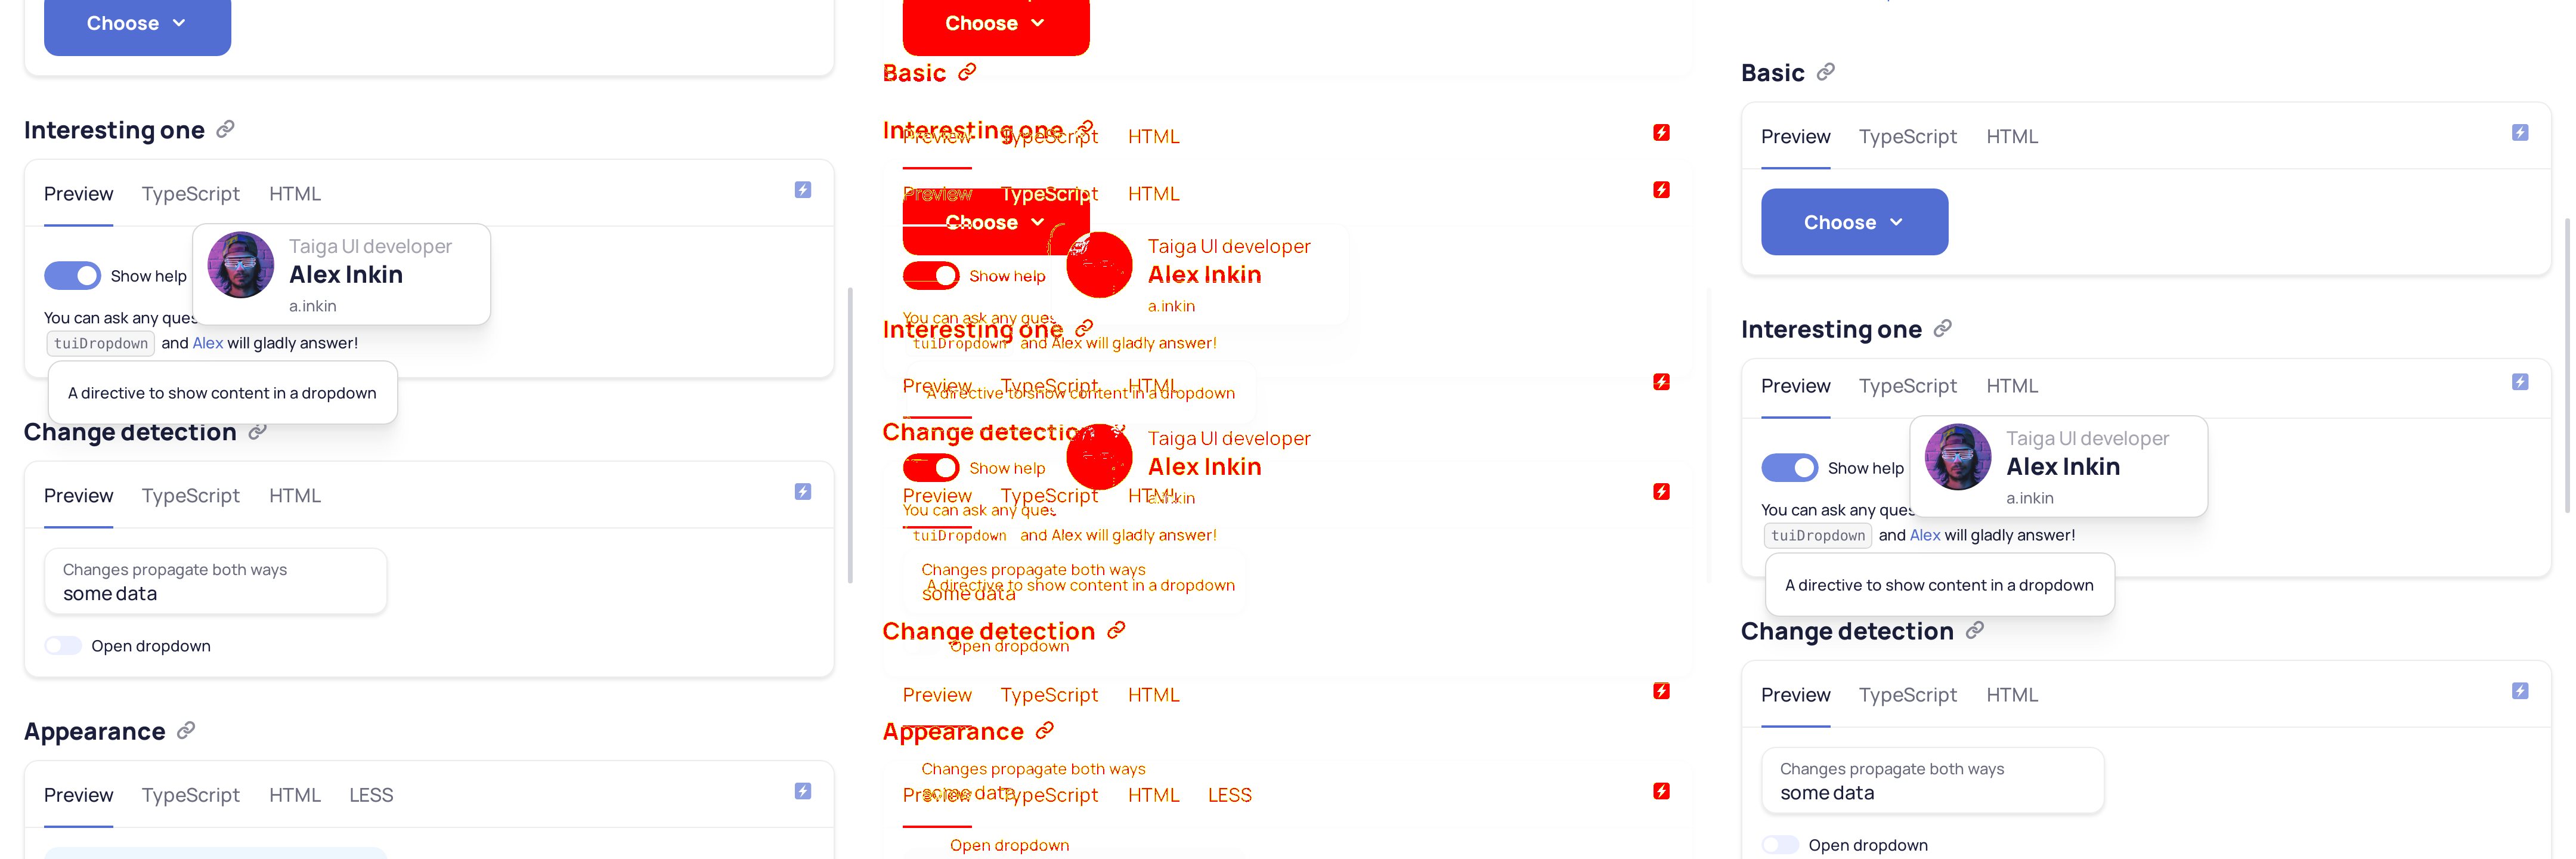 Choose
Interesting one
Preview TypeScript HTML
Taiga UI developer
Alex Inkin
a.inkin
Show help
You can ask any ques
tuiDropdown and Alex will gladly answer!
A directive to show content in a dropdown
Change detection
Preview TypeScript HTML
Changes propagate both ways
some data
Open dropdown
Appearance
Preview TypeScript HTML LESS
Choose
Basic
Interesting one
Preview TypeScript HTML
Preview TypeScript HTML
Choose
Taiga UI developer
Alex Inkin
a.inkin
Show help
You can ask any ques
Interesting one
tuiDropdown and Alex will gladly answer!
Preview TypeScript HTML
A directive to show content in a dropdown
Change detection
Taiga UI developer
Alex Inkin
Show help
Preview TypeScript HTML
a.inkin
You can ask any ques
tuiDropdown and Alex will gladly answer!
Changes propagate both ways
A directive to show content in a dropdown
some data
Change detection
Open dropdown
Preview TypeScript HTML
Appearance
Changes propagate both ways
some data
Preview TypeScript HTML LESS
Open dropdown
Basic
Preview TypeScript HTML
Choose
Interesting one
Preview TypeScript HTML
Taiga UI developer
Alex Inkin
a.inkin
Show help
You can ask any ques
tuiDropdown and Alex will gladly answer!
A directive to show content in a dropdown
Change detection
Preview TypeScript HTML
Changes propagate both ways
some data
Open dropdown